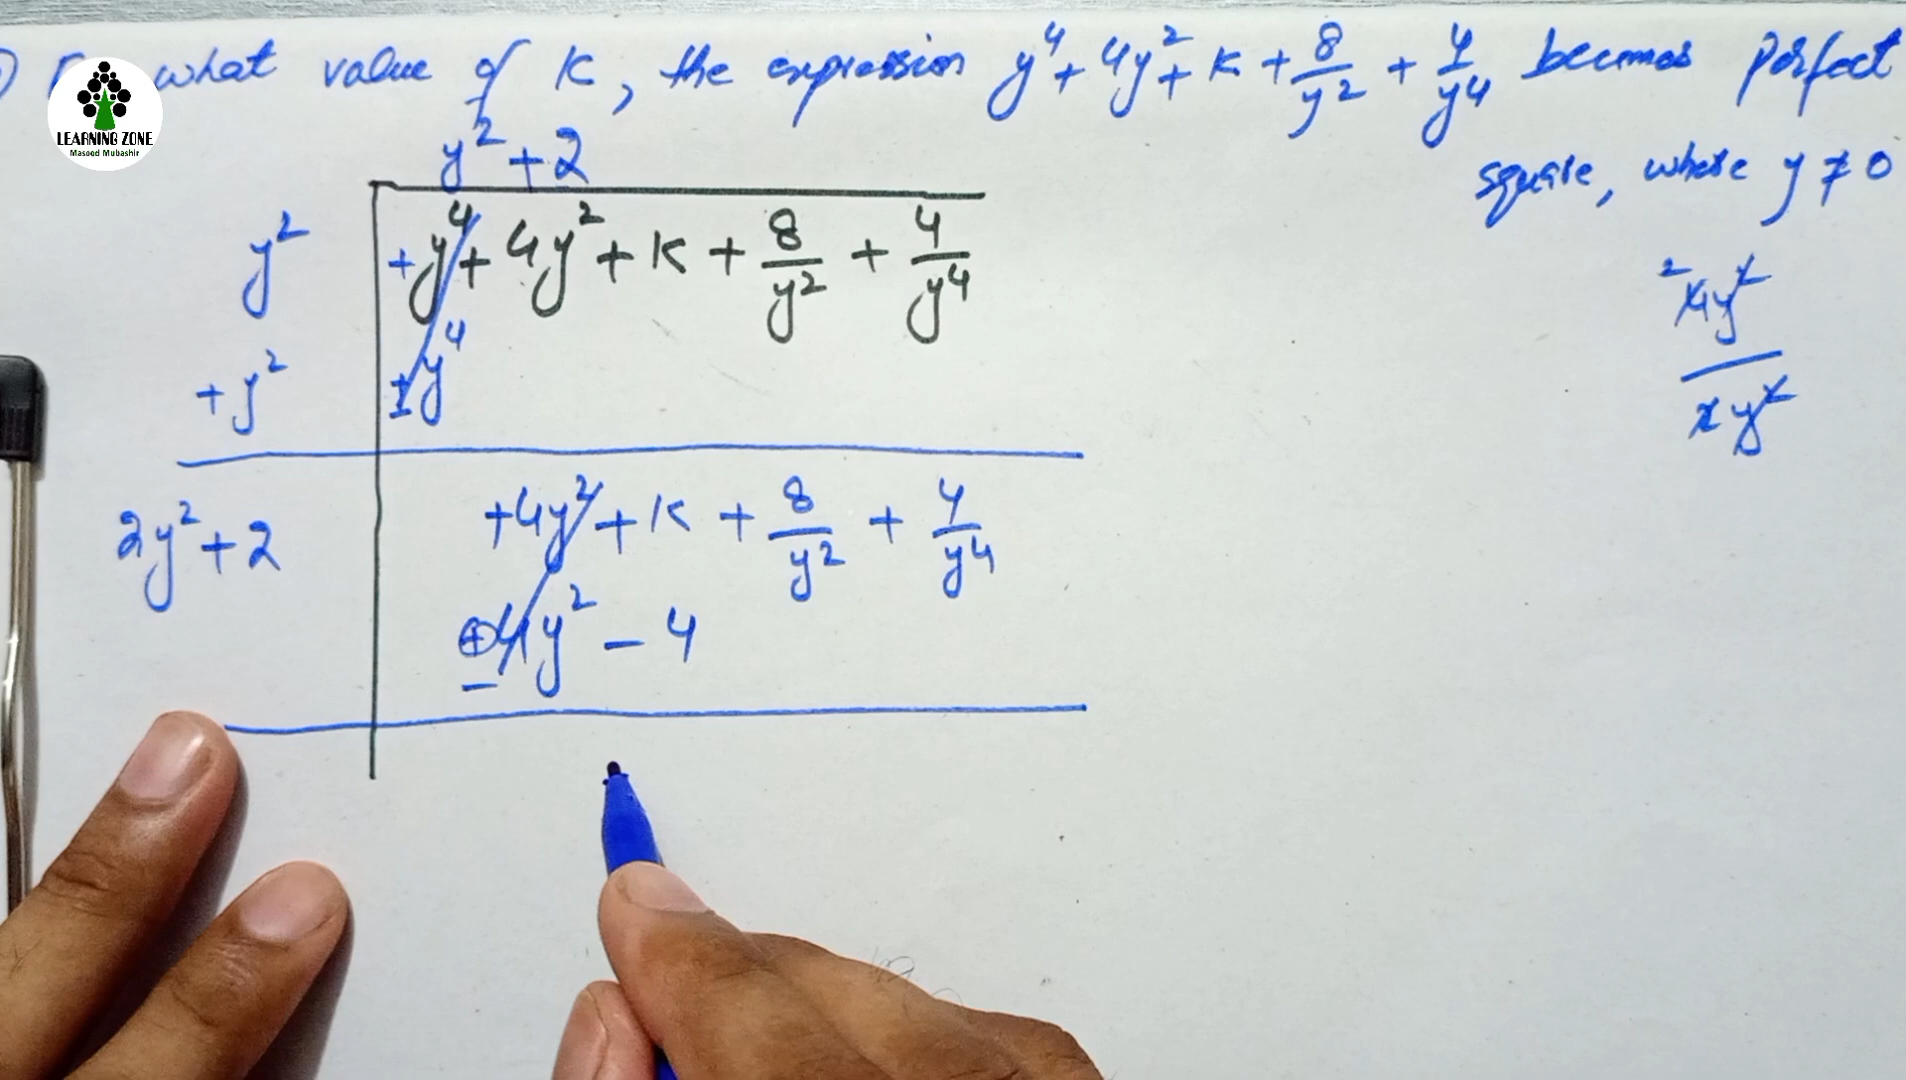 what value of K, the expression y⁴ + 4y² + K + 8/y² + 4/y⁴ becomes perfect
square, where y ≠ 0
LEARNING ZONE
Masood Mubashir
y² + 2
y² +y⁴ + 4y² + K + 8/y² + 4/y⁴
+ y² ±y⁴
2y² + 2 +4y² + K + 8/y² + 4/y⁴
⊕4y² - 4
−
²4y²
2y²